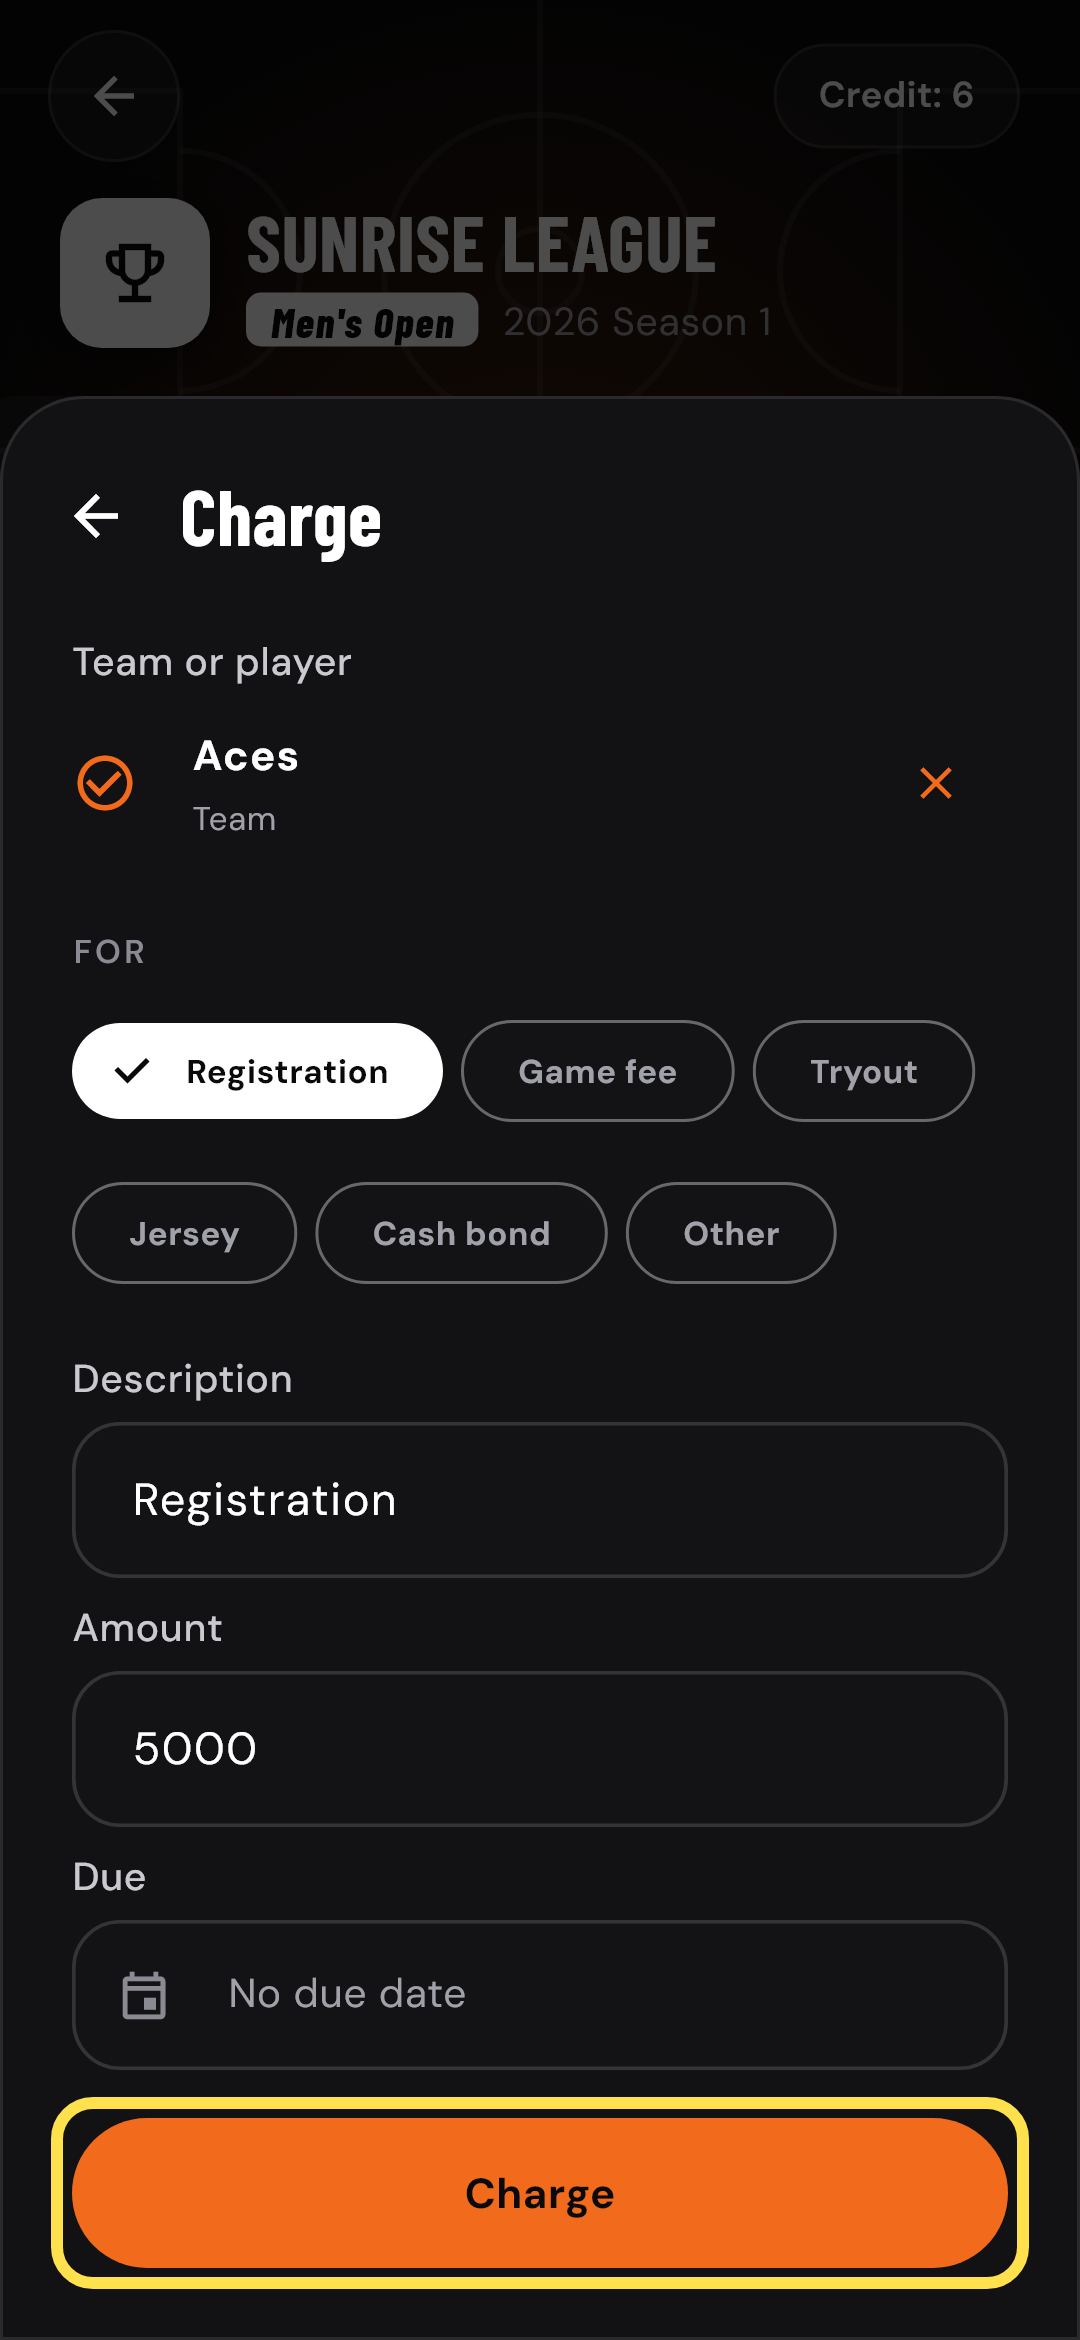 Credit: 6
SUNRISE LEAGUE
Men's Open 2026 Season 1
Charge
Team or player
Aces
Team
FOR
Registration Game fee Tryout
Jersey Cash bond Other
Description
Registration
Amount
5000
Due
No due date
Charge